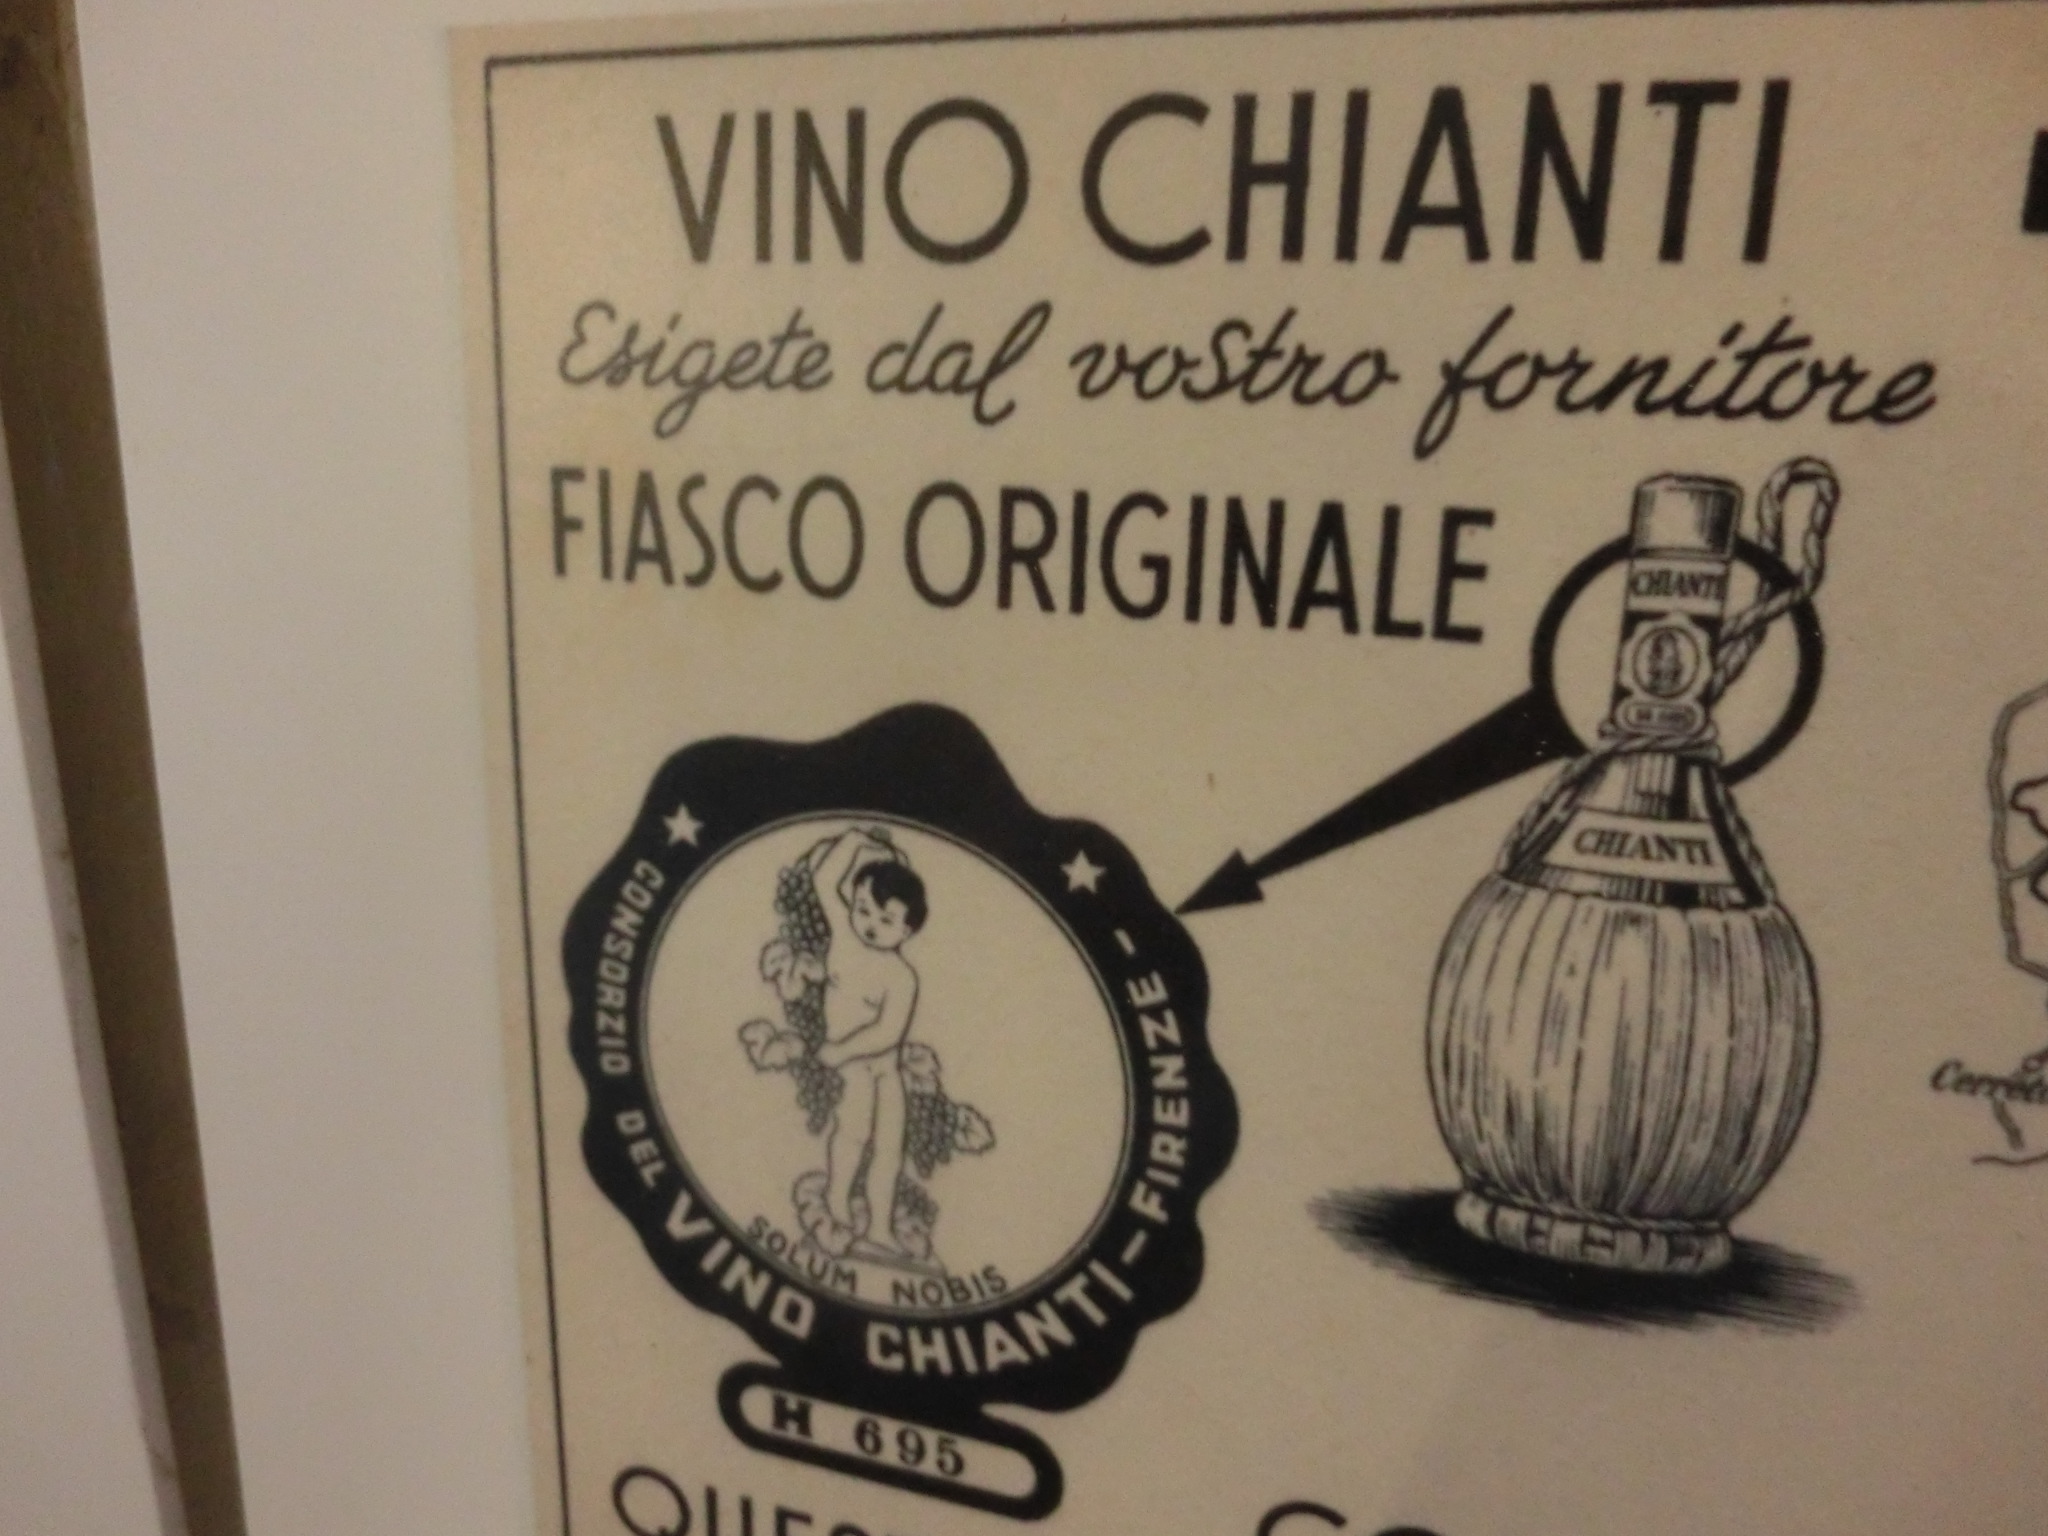 VINO CHIANTI
Esigete dal vostro fornitore
FIASCO ORIGINALE
CHIANTI
CHIANTI
CONSORZIO DEL VINO CHIANTI – FIRENZE –
SOLUM NOBIS
H 695